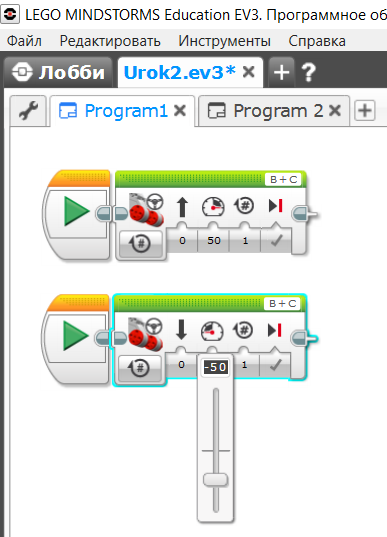 LEGO MINDSTORMS Education EV3. Программное об
Файл Редактировать Инструменты Справка
Лобби Urok2.ev3* + ?
Program1 Program 2
B+C
#
#
0 50 1
B+C
#
#
0 -50 1